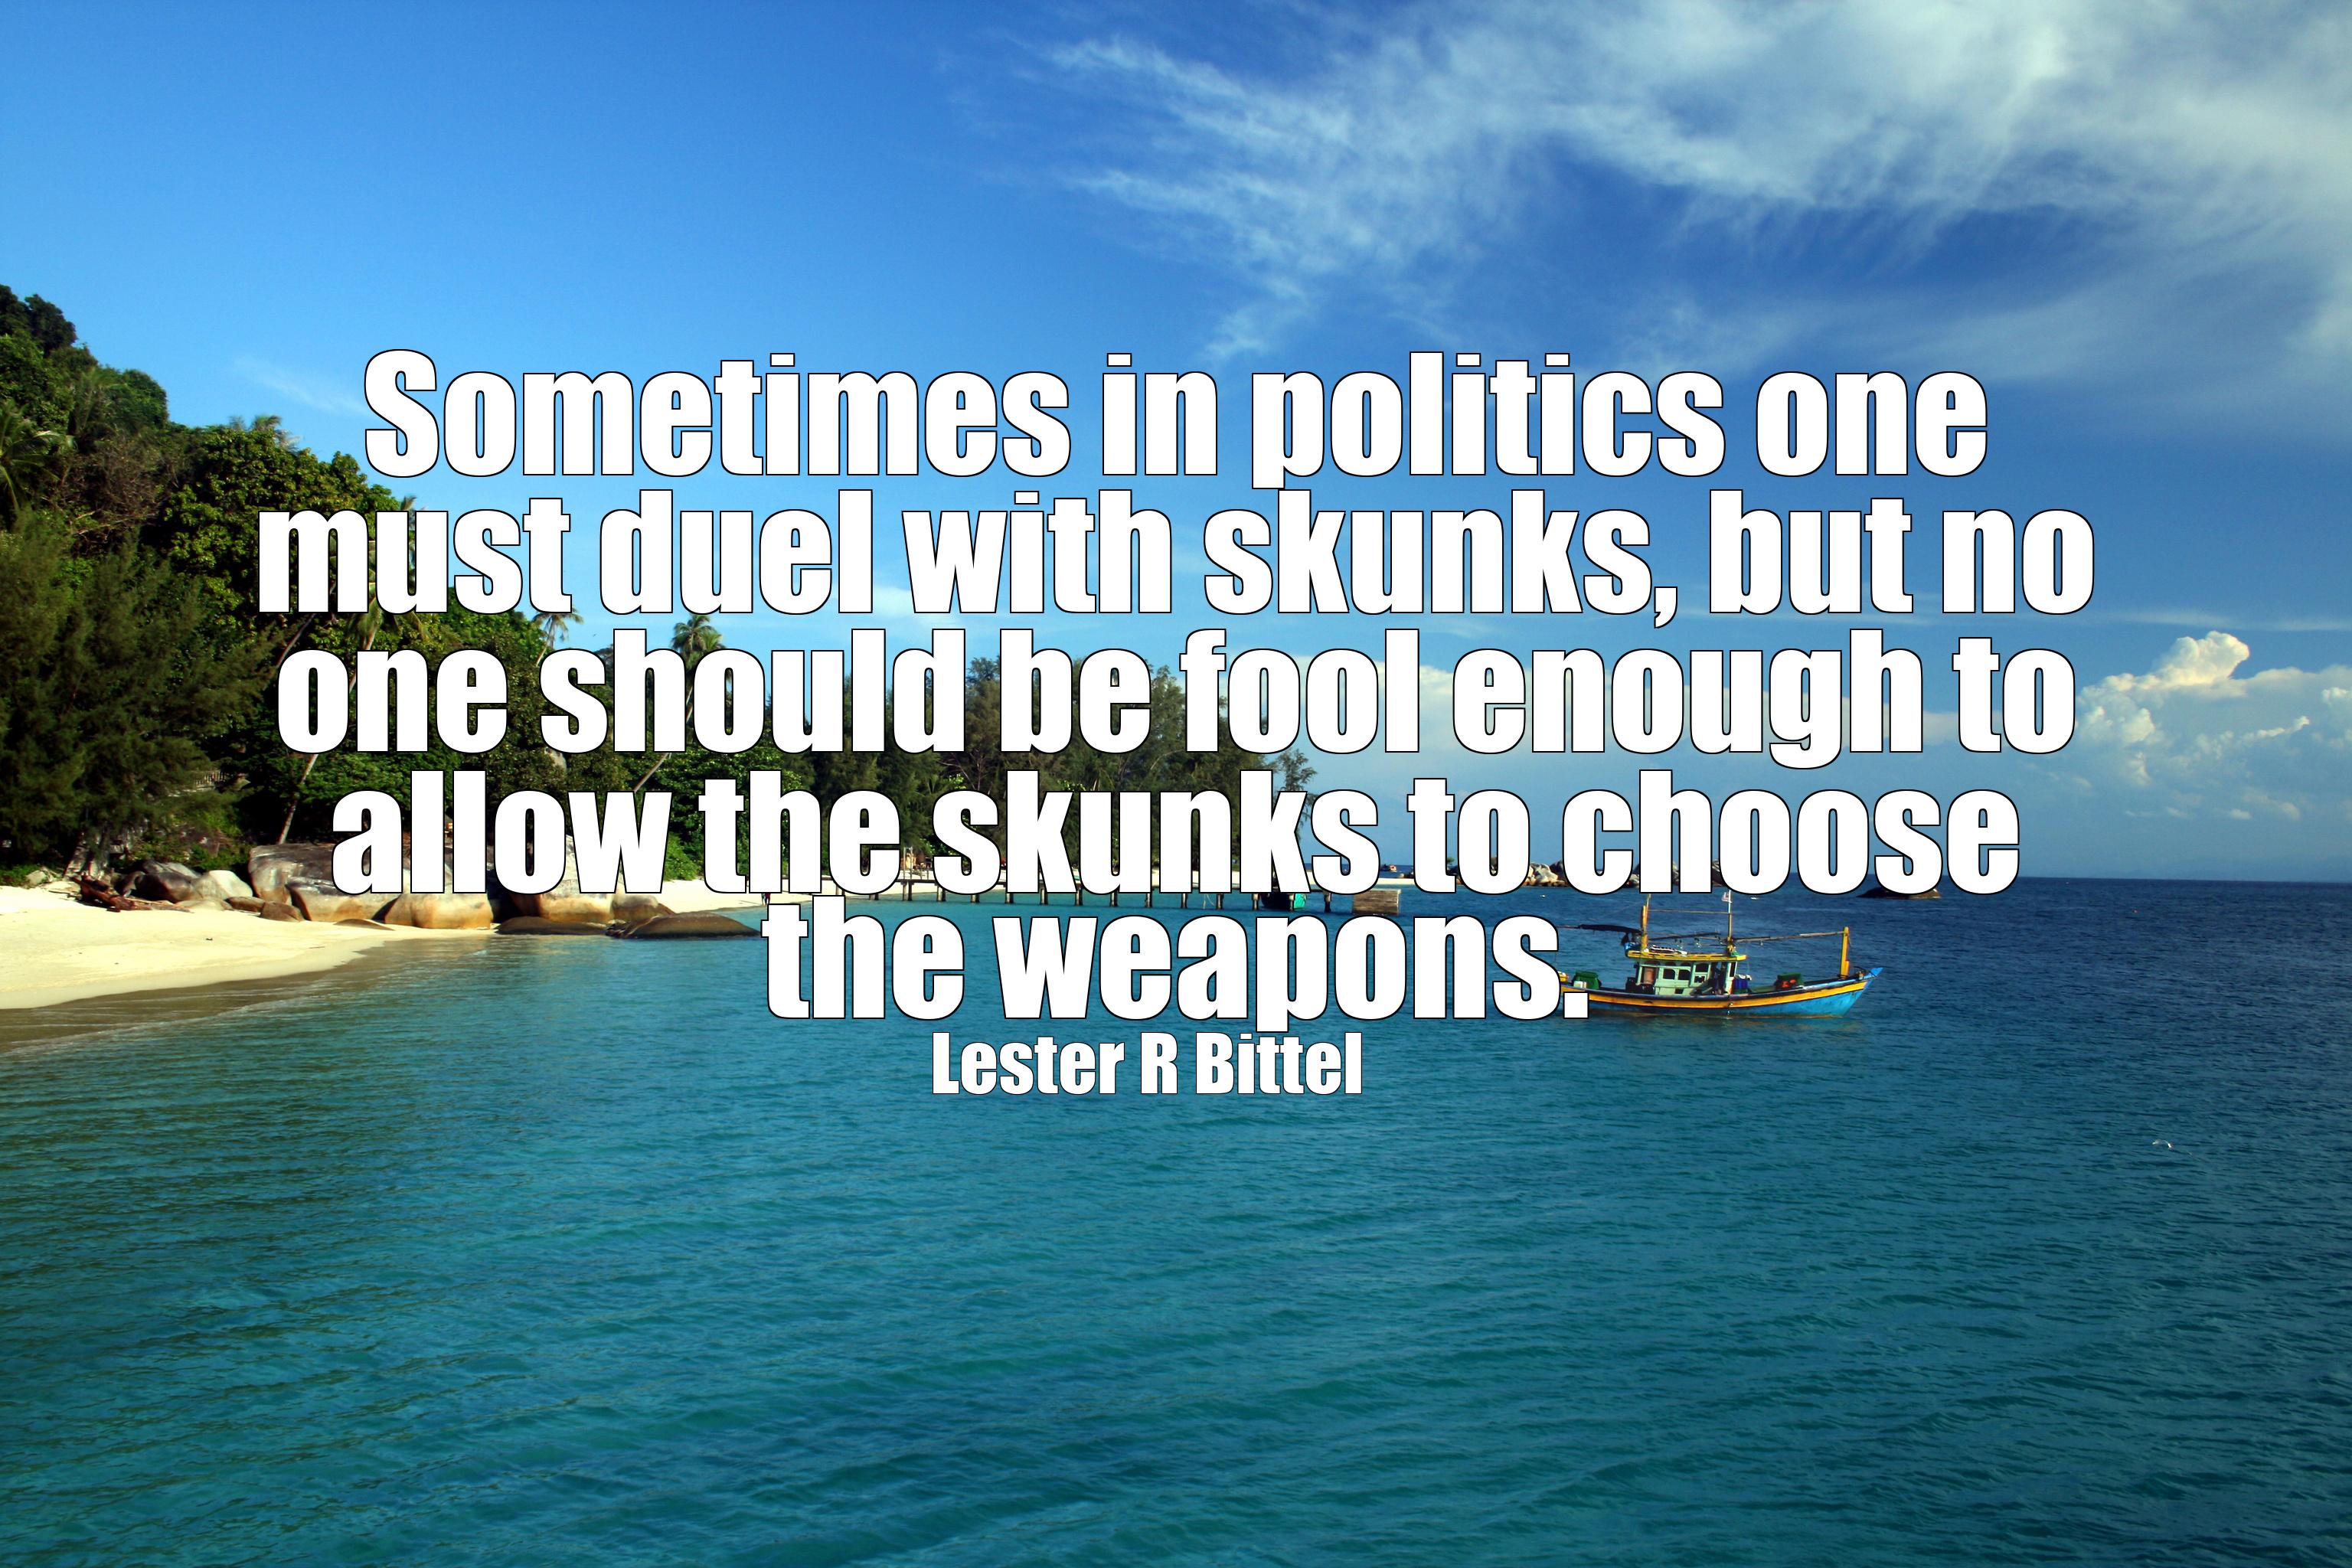 Sometimes in politics one
must duel with skunks, but no
one should be fool enough to
allow the skunks to choose
the weapons.
Lester R Bittel